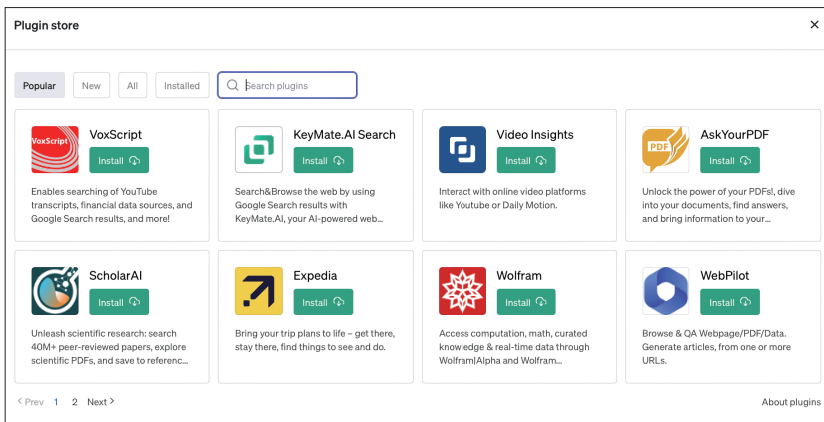 Plugin store
Popular New All Installed Search plugins
VoxScript
VoxScript
Install
Enables searching of YouTube
transcripts, financial data sources, and
Google Search results, and more!
KeyMate.AI Search
Install
Search&Browse the web by using
Google Search results with
KeyMate.AI, your AI-powered web...
Video Insights
Install
Interact with online video platforms
like Youtube or Daily Motion.
PDF
AskYourPDF
Install
Unlock the power of your PDFs!, dive
into your documents, find answers,
and bring information to your...
ScholarAI
Install
Unleash scientific research: search
40M+ peer-reviewed papers, explore
scientific PDFs, and save to referenc...
Expedia
Install
Bring your trip plans to life – get there,
stay there, find things to see and do.
Wolfram
Install
Access computation, math, curated
knowledge & real-time data through
Wolfram|Alpha and Wolfram...
WebPilot
Install
Browse & QA Webpage/PDF/Data.
Generate articles, from one or more
URLs.
Prev 1 2 Next
About plugins